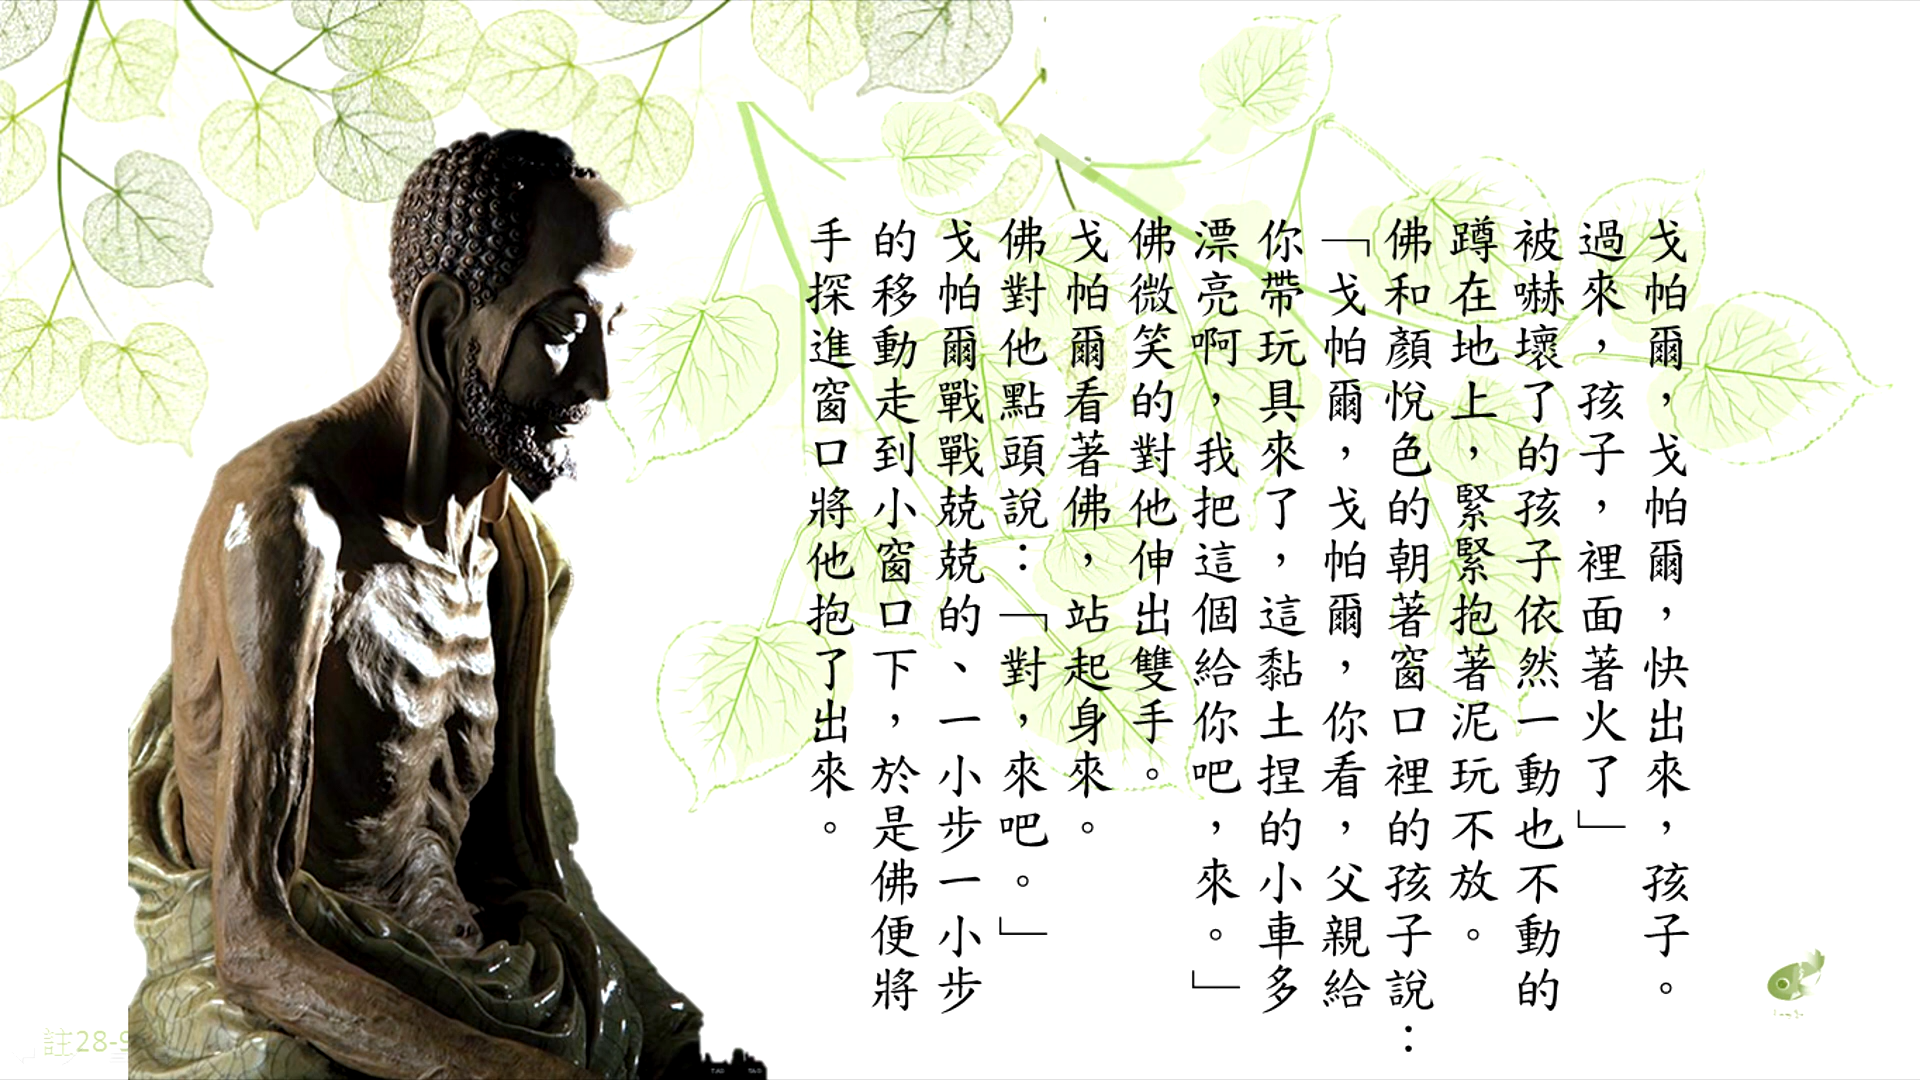 戈帕爾，戈帕爾，快出來，孩子。
過來，孩子，裡面著火了」
被嚇壞了的孩子依然一動也不動的
蹲在地上，緊緊抱著泥玩不放。
佛和顏悅色的朝著窗口裡的孩子說：
「戈帕爾，戈帕爾，你看，父親給
你帶玩具來了，這黏土捏的小車多
漂亮啊，我把這個給你吧，來。」
佛微笑的對他伸出雙手。
戈帕爾看著佛，站起身來。
佛對他點頭說：「對，來吧。」
戈帕爾戰戰兢兢的、一小步一小步
的移動走到小窗口下，於是佛便將
手探進窗口將他抱了出來。
註28-9